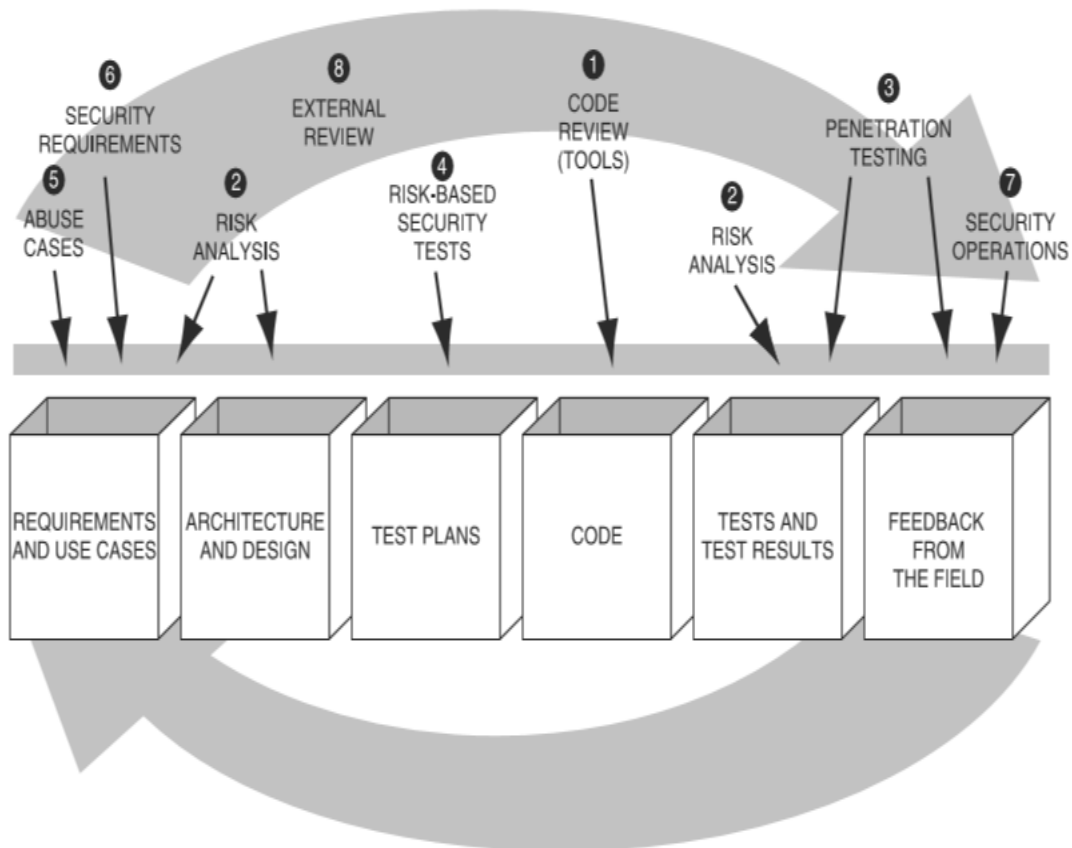 6
SECURITY
REQUIREMENTS
8
EXTERNAL
REVIEW
1
CODE
REVIEW
(TOOLS)
3
PENETRATION
TESTING
5
ABUSE
CASES
2
RISK
ANALYSIS
4
RISK-BASED
SECURITY
TESTS
2
RISK
ANALYSIS
7
SECURITY
OPERATIONS
REQUIREMENTS
AND USE CASES
ARCHITECTURE
AND DESIGN
TEST PLANS
CODE
TESTS AND
TEST RESULTS
FEEDBACK
FROM
THE FIELD